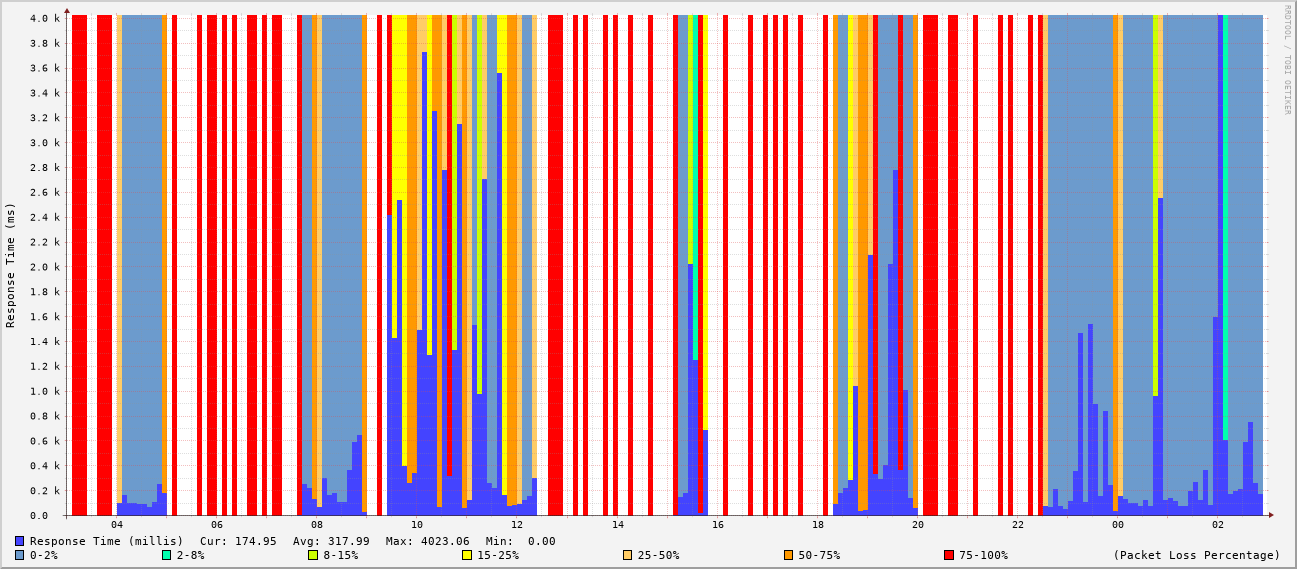 4.0 k
3.8 k
3.6 k
3.4 k
3.2 k
3.0 k
2.8 k
2.6 k
2.4 k
2.2 k
2.0 k
1.8 k
1.6 k
1.4 k
1.2 k
1.0 k
0.8 k
0.6 k
0.4 k
0.2 k
0.0
Response Time (ms)
RRDTOOL / TOBI OETIKER
04 06 08 10 12 14 16 18 20 22 00 02
Response Time (millis) Cur: 174.95 Avg: 317.99 Max: 4023.06 Min: 0.00
0-2% 2-8% 8-15% 15-25% 25-50% 50-75% 75-100% (Packet Loss Percentage)